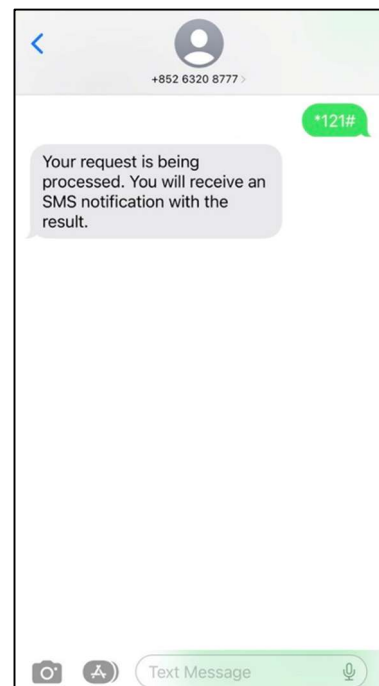 +852 6320 8777 >
*121#
Your request is being
processed. You will receive an
SMS notification with the
result.
Text Message